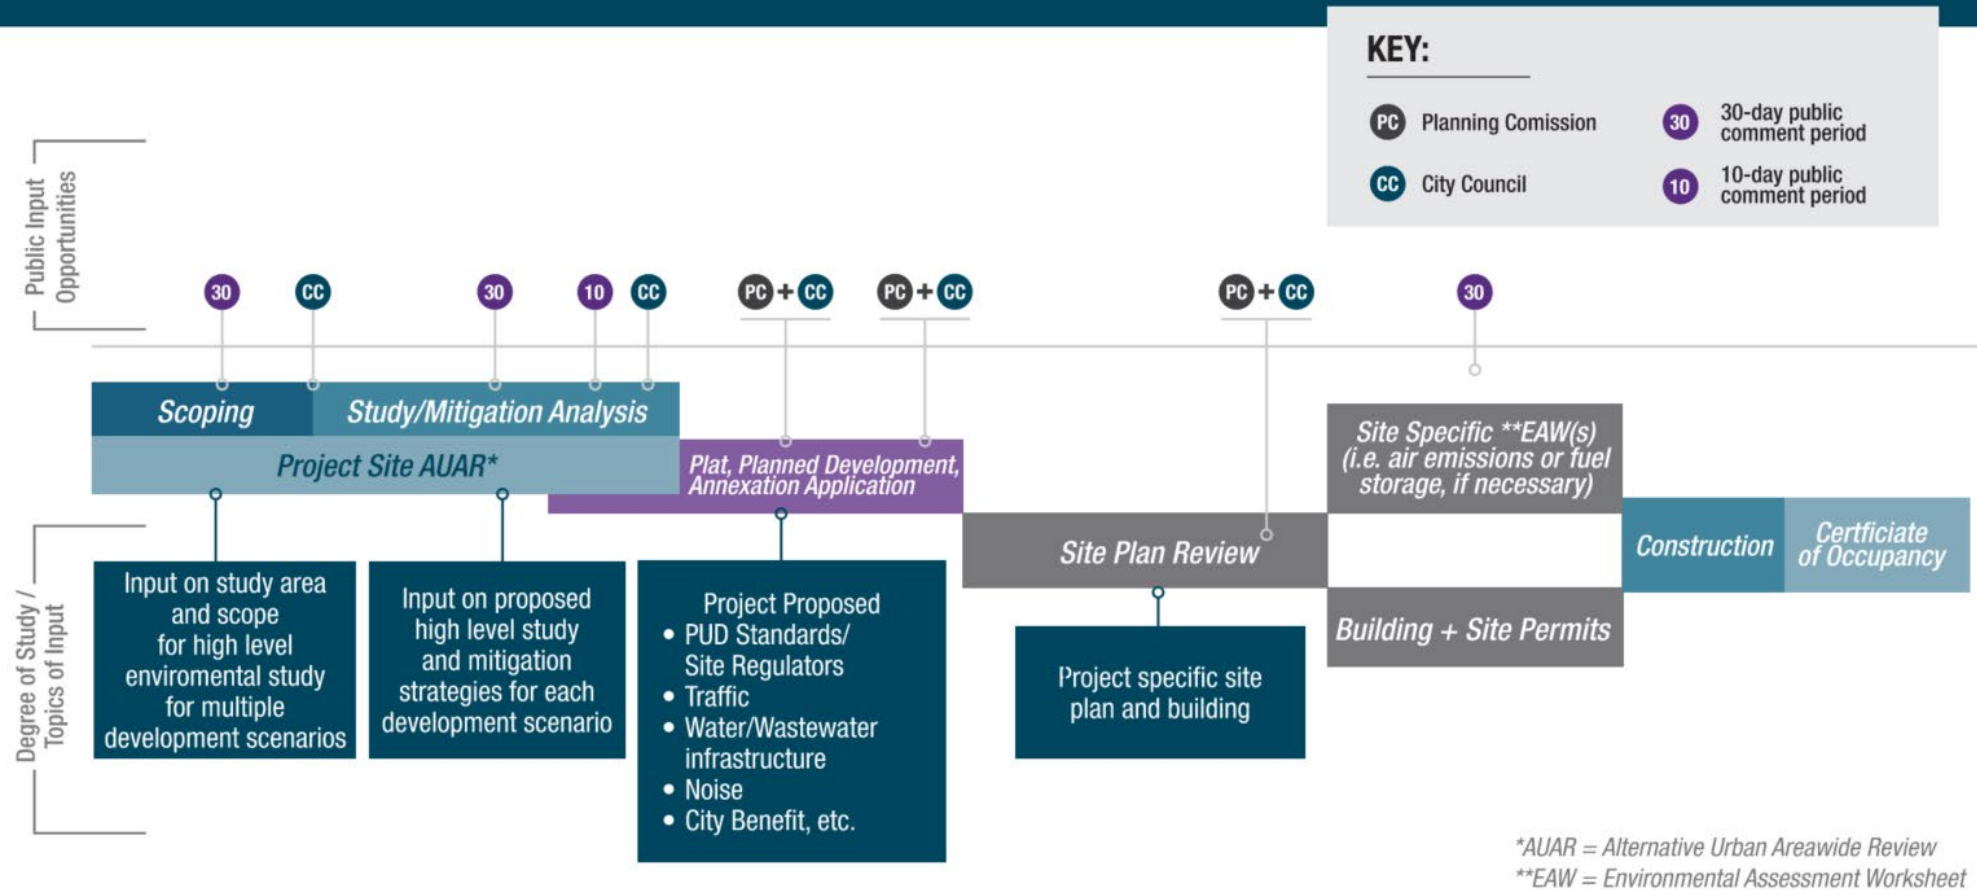 KEY:
PC Planning Comission
30 30-day public
comment period
CC City Council
10 10-day public
comment period
Public Input
Opportunities
30
CC
30
10
CC
PC + CC
PC + CC
PC + CC
30
Scoping
Study/Mitigation Analysis
Project Site AUAR*
Plat, Planned Development,
Annexation Application
Site Plan Review
Site Specific **EAW(s)
(i.e. air emissions or fuel
storage, if necessary)
Building + Site Permits
Construction
Certficiate
of Occupancy
Degree of Study /
Topics of Input
Input on study area
and scope
for high level
enviromental study
for multiple
development scenarios
Input on proposed
high level study
and mitigation
strategies for each
development scenario
Project Proposed
• PUD Standards/
Site Regulators
• Traffic
• Water/Wastewater
infrastructure
• Noise
• City Benefit, etc.
Project specific site
plan and building
*AUAR = Alternative Urban Areawide Review
**EAW = Environmental Assessment Worksheet